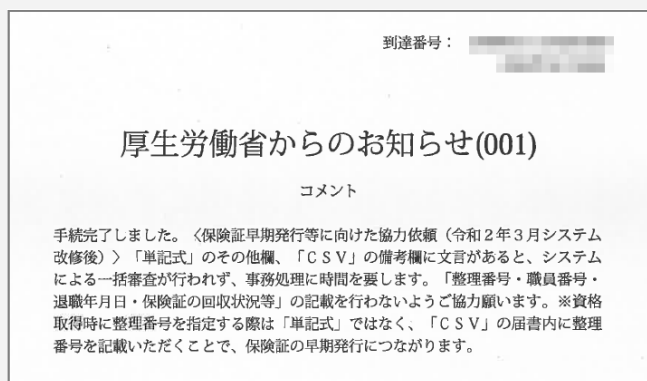 到達番号：
厚生労働省からのお知らせ(001)
コメント
手続完了しました。〈保険証早期発行等に向けた協力依頼（令和２年３月システム
改修後）〉「単記式」のその他欄、「ＣＳＶ」の備考欄に文言があると、システム
による一括審査が行われず、事務処理に時間を要します。「整理番号・職員番号・
退職年月日・保険証の回収状況等」の記載を行わないようご協力願います。※資格
取得時に整理番号を指定する際は「単記式」ではなく、「ＣＳＶ」の届書内に整理
番号を記載いただくことで、保険証の早期発行につながります。